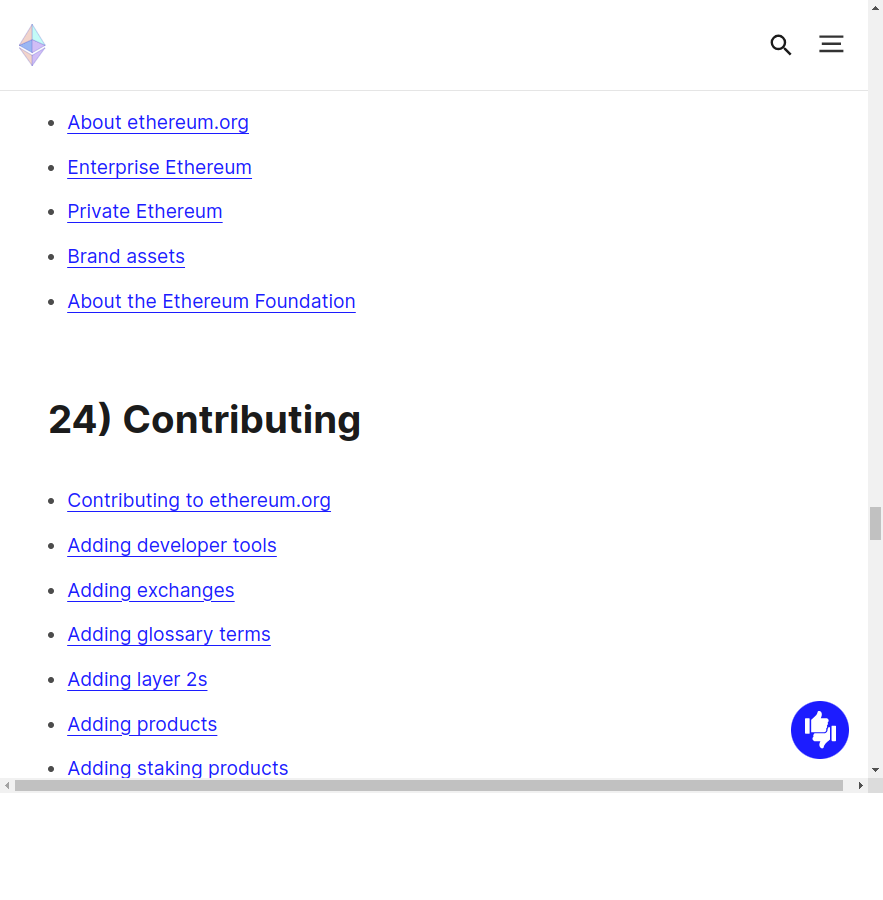 About ethereum.org
Enterprise Ethereum
Private Ethereum
Brand assets
About the Ethereum Foundation
24) Contributing
Contributing to ethereum.org
Adding developer tools
Adding exchanges
Adding glossary terms
Adding layer 2s
Adding products
Adding staking products